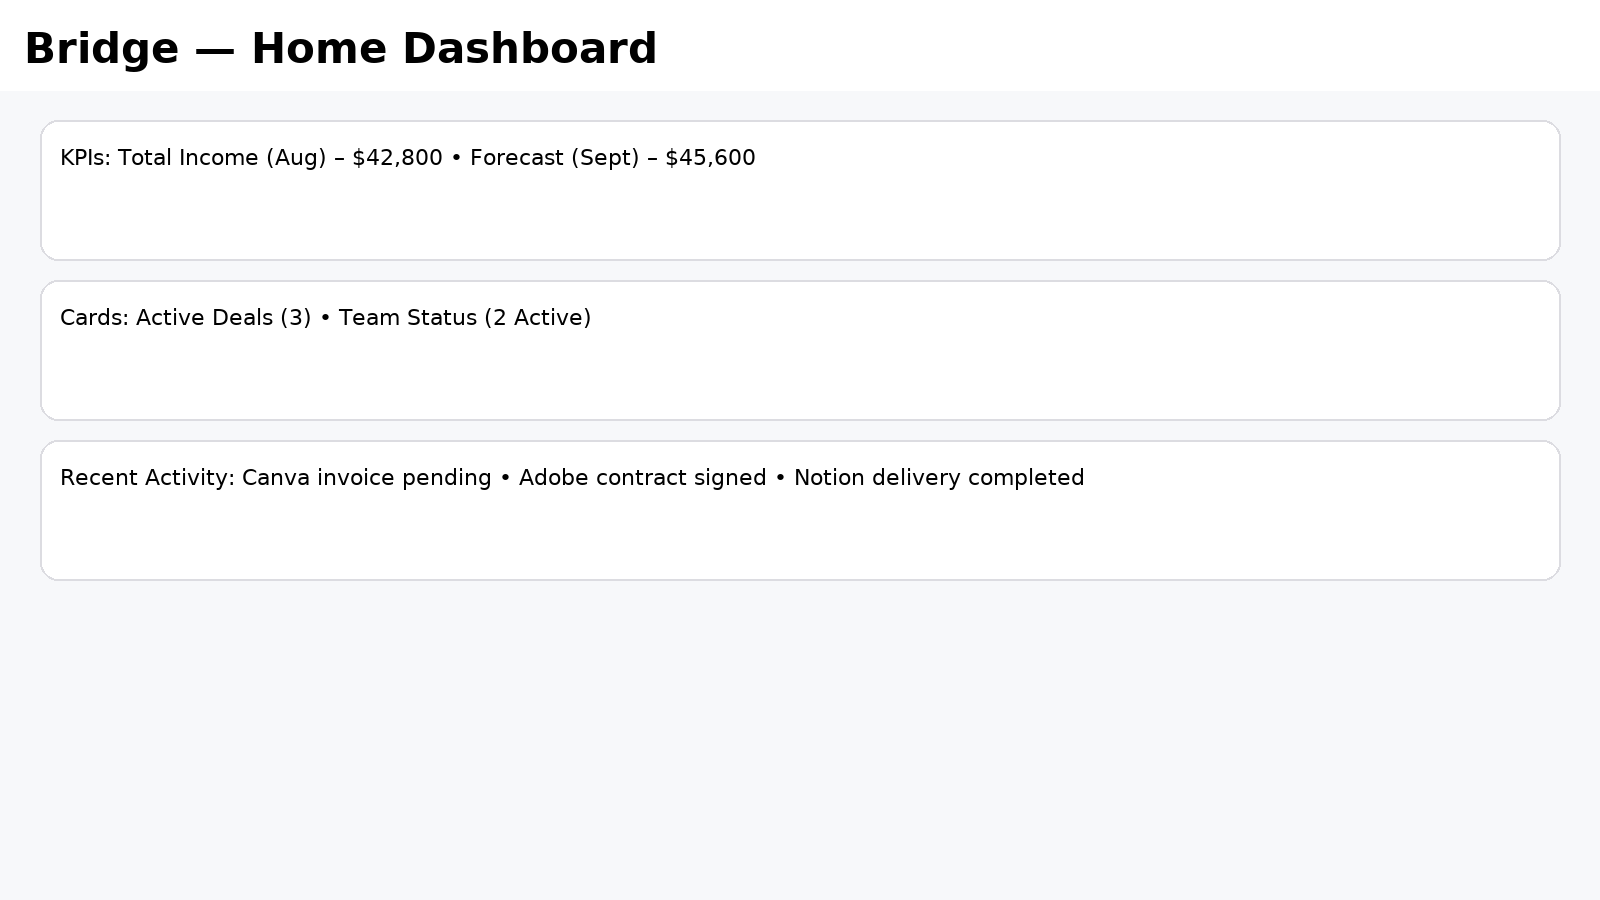 Bridge — Home Dashboard
KPIs: Total Income (Aug) – $42,800 • Forecast (Sept) – $45,600
Cards: Active Deals (3) • Team Status (2 Active)
Recent Activity: Canva invoice pending • Adobe contract signed • Notion delivery completed